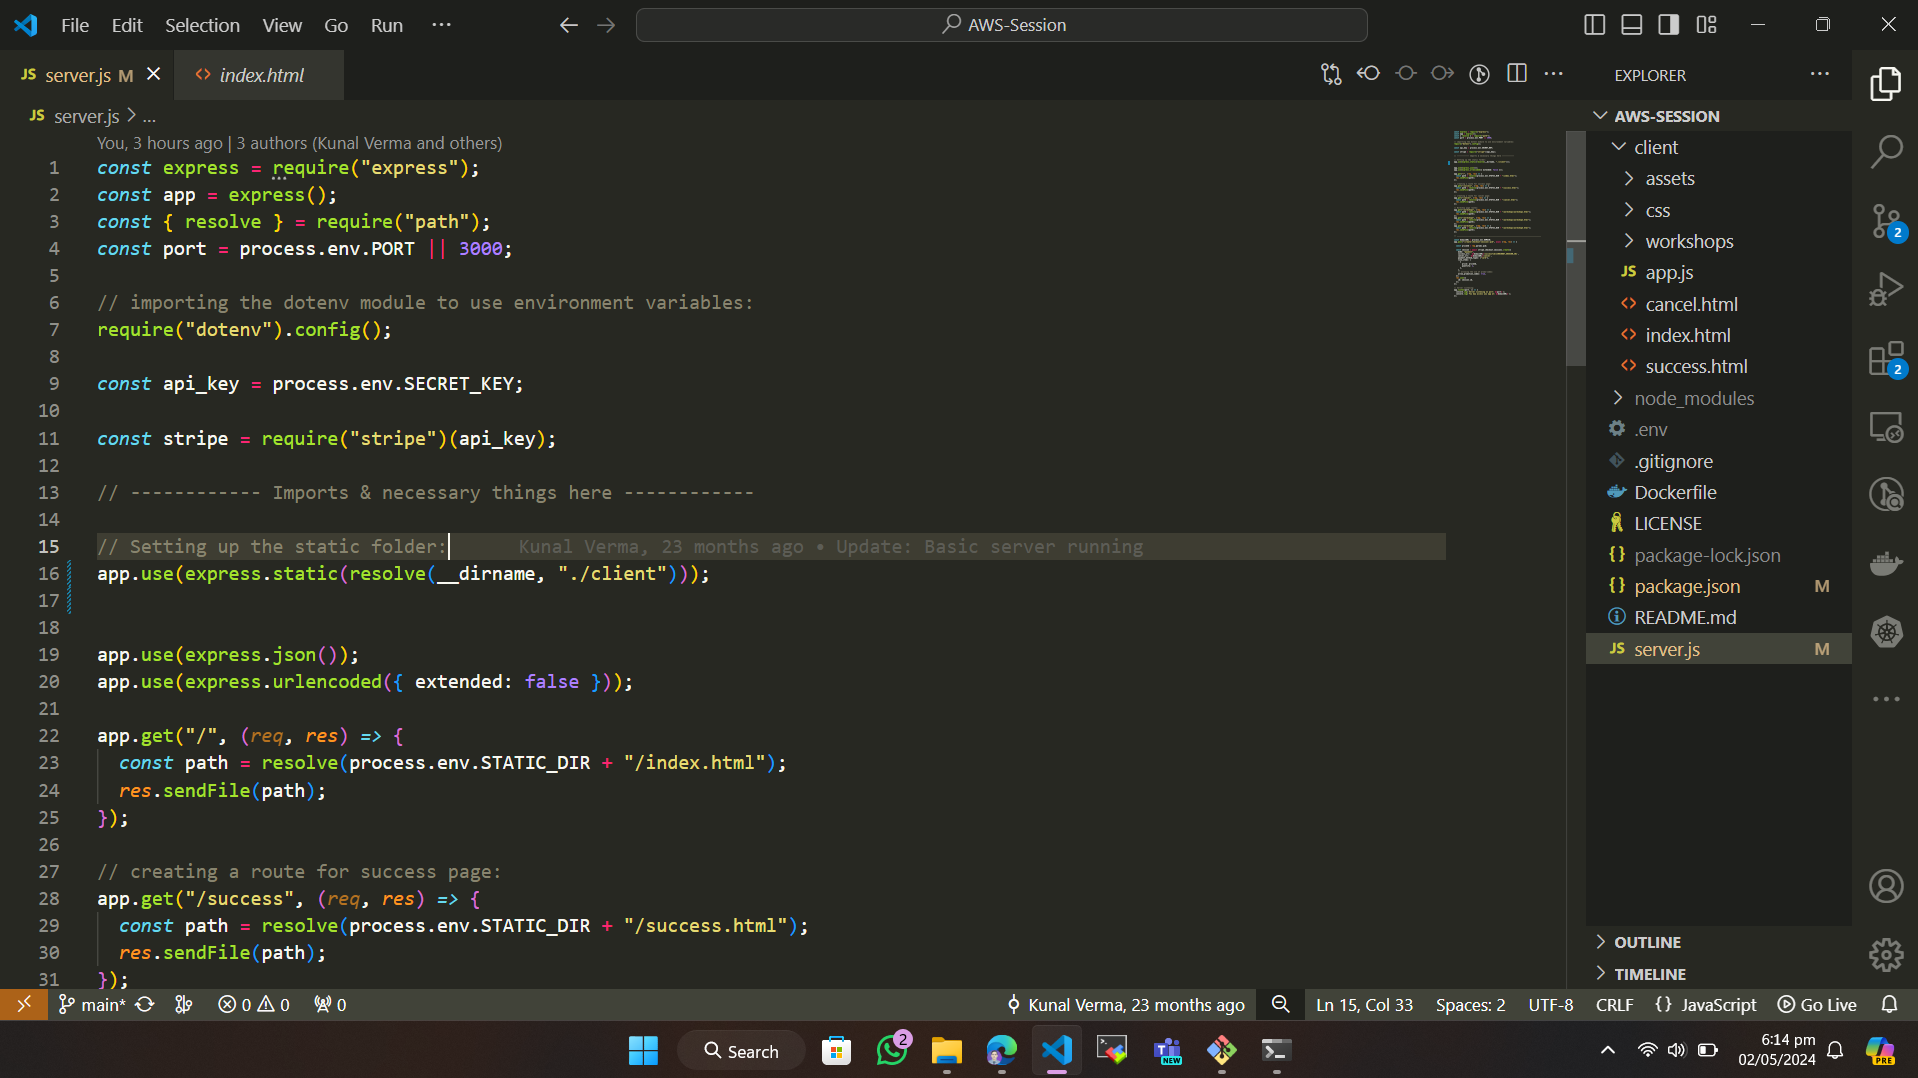 File Edit Selection View Go Run ...
AWS-Session
JS server.js M
<> index.html
EXPLORER
JS server.js > ...
You, 3 hours ago | 3 authors (Kunal Verma and others)
1 const express = require("express");
2 const app = express();
3 const { resolve } = require("path");
4 const port = process.env.PORT || 3000;
5
6 // importing the dotenv module to use environment variables:
7 require("dotenv").config();
8
9 const api_key = process.env.SECRET_KEY;
10
11 const stripe = require("stripe")(api_key);
12
13 // ------------ Imports & necessary things here ------------
14
15 // Setting up the static folder: Kunal Verma, 23 months ago • Update: Basic server running
16 app.use(express.static(resolve(__dirname, "./client")));
17
18
19 app.use(express.json());
20 app.use(express.urlencoded({ extended: false }));
21
22 app.get("/", (req, res) => {
23 const path = resolve(process.env.STATIC_DIR + "/index.html");
24 res.sendFile(path);
25 });
26
27 // creating a route for success page:
28 app.get("/success", (req, res) => {
29 const path = resolve(process.env.STATIC_DIR + "/success.html");
30 res.sendFile(path);
31 });
AWS-SESSION
client
assets
css
workshops
JS app.js
<> cancel.html
<> index.html
<> success.html
node_modules
.env
.gitignore
Dockerfile
LICENSE
{} package-lock.json
{} package.json M
README.md
JS server.js M
OUTLINE
TIMELINE
2
2
main* 0 0 0
Kunal Verma, 23 months ago
Ln 15, Col 33
Spaces: 2
UTF-8
CRLF
{} JavaScript
Go Live
Search
2
NEW
6:14 pm
02/05/2024
PRE